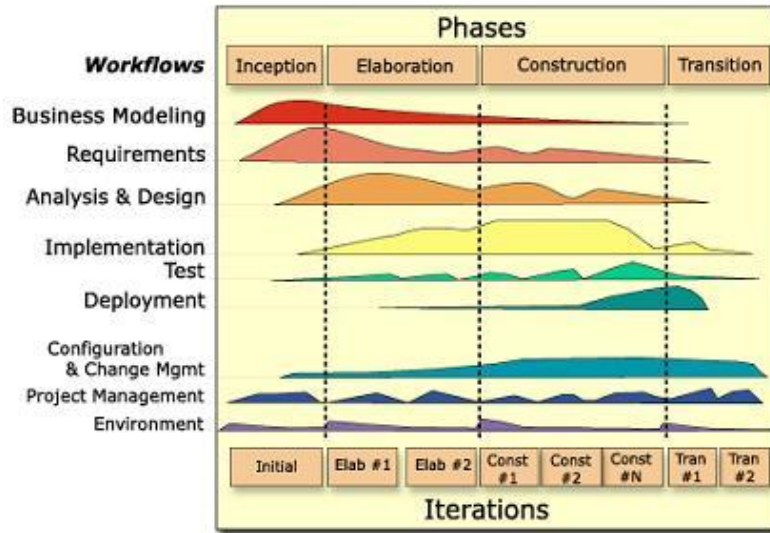 Phases
Workflows
Inception
Elaboration
Construction
Transition
Business Modeling
Requirements
Analysis & Design
Implementation
Test
Deployment
Configuration
& Change Mgmt
Project Management
Environment
Initial
Elab #1
Elab #2
Const
#1
Const
#2
Const
#N
Tran
#1
Tran
#2
Iterations